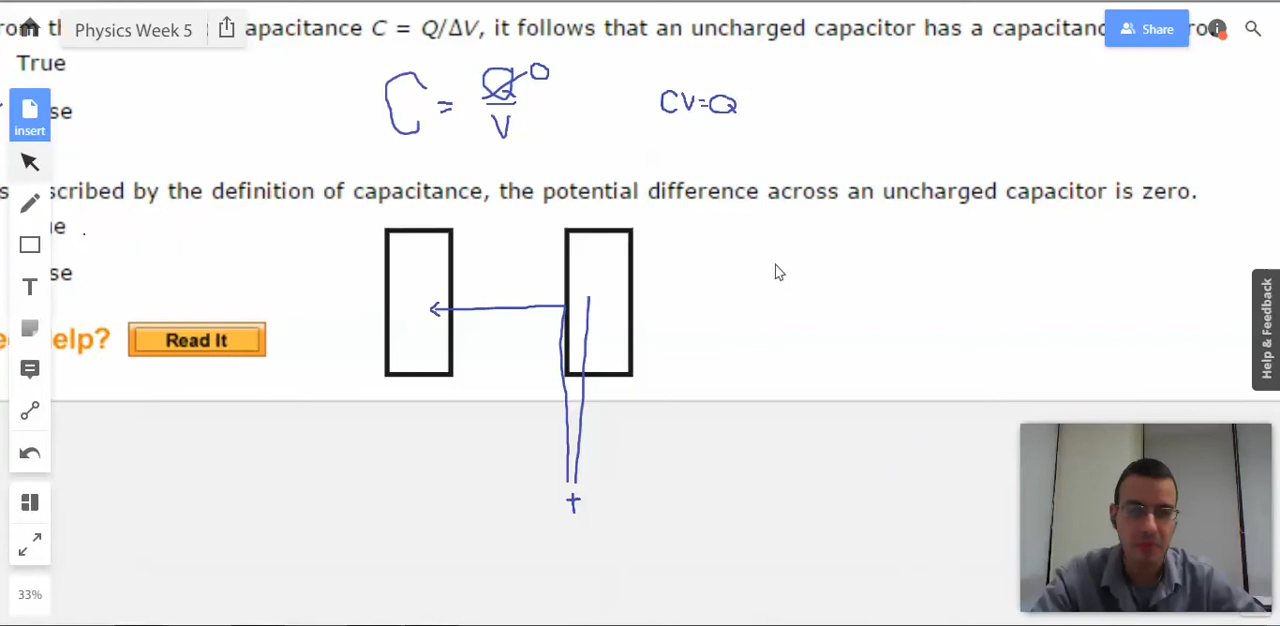 Physics Week 5
apacitance C = Q/ΔV, it follows that an uncharged capacitor has a capacitanc
Share
True
insert
se
C = Q 0
V
CV=Q
scribed by the definition of capacitance, the potential difference across an uncharged capacitor is zero.
se
elp?
Read It
Help & Feedback
+
T
33%